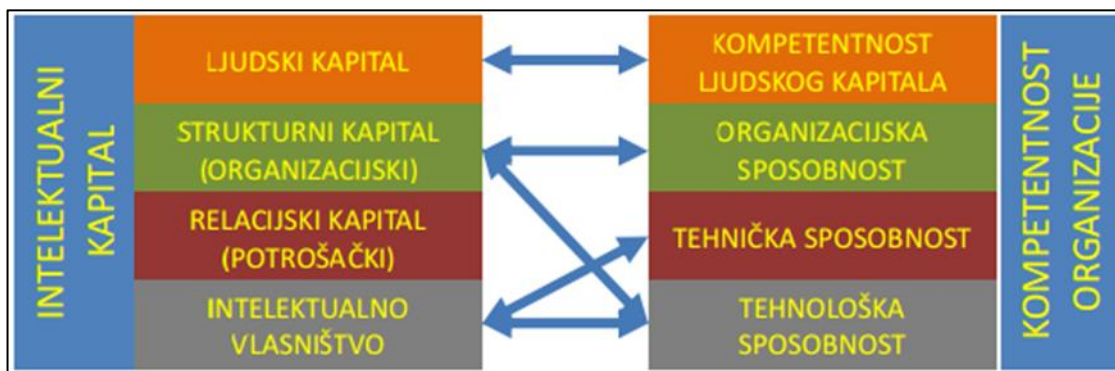 INTELEKTUALNI
KAPITAL
LJUDSKI KAPITAL
STRUKTURNI KAPITAL
(ORGANIZACIJSKI)
RELACIJSKI KAPITAL
(POTROŠAČKI)
INTELEKTUALNO
VLASNIŠTVO
KOMPETENTNOST
LJUDSKOG KAPITALA
ORGANIZACIJSKA
SPOSOBNOST
TEHNIČKA SPOSOBNOST
TEHNOLOŠKA
SPOSOBNOST
KOMPETENTNOST
ORGANIZACIJE